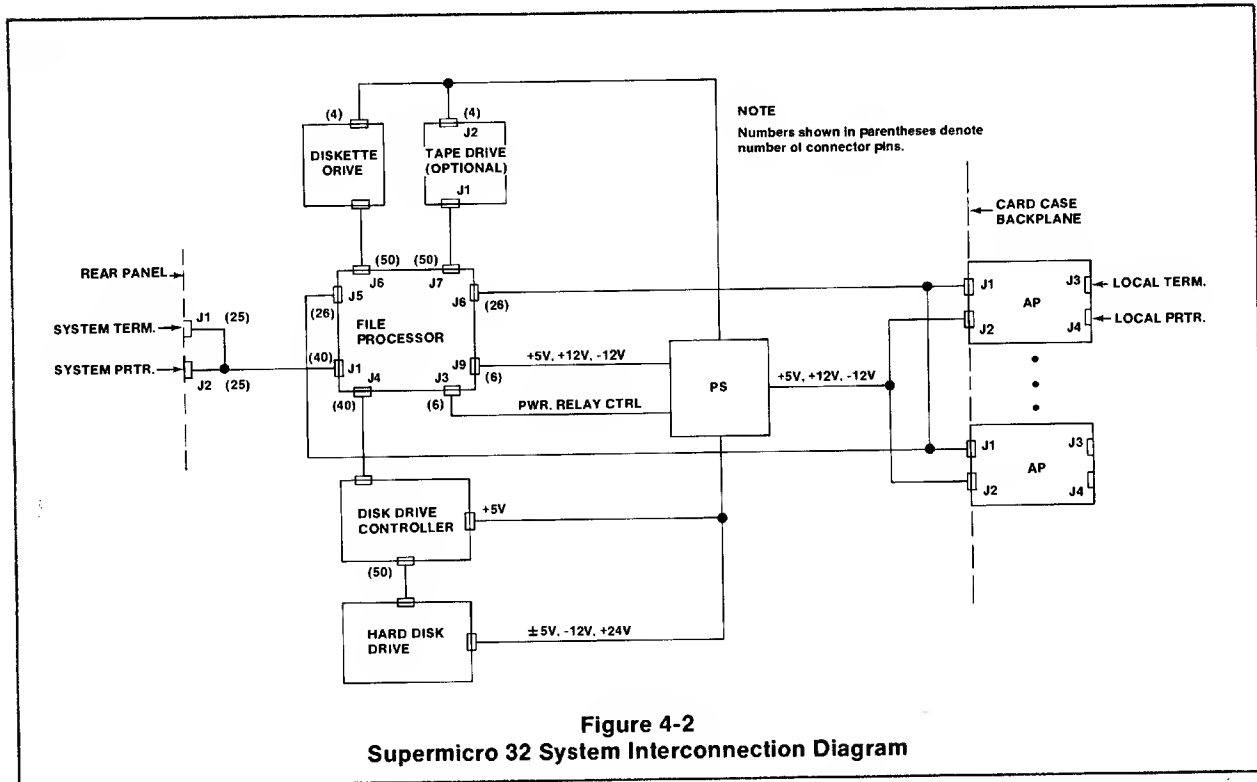 (4)
(4)
J2
DISKETTE
ORIVE
TAPE DRIVE
(OPTIONAL)
J1
NOTE
Numbers shown in parentheses denote
number of connector pins.
CARD CASE
BACKPLANE
REAR PANEL
J1 (25)
SYSTEM TERM.
SYSTEM PRTR.
J2 (25)
(50) (50)
J6 J7
J5 J6
(26) (26)
FILE
PROCESSOR
(40)
J1 J9
J4 J3
(40) (6) (6)
+5V, +12V, -12V
PWR. RELAY CTRL
PS
+5V, +12V, -12V
J1 J3
AP
J2 J4
LOCAL TERM.
LOCAL PRTR.
J1 J3
AP
J2 J4
DISK DRIVE
CONTROLLER
+5V
(50)
HARD DISK
DRIVE
±5V, -12V, +24V
Figure 4-2
Supermicro 32 System Interconnection Diagram